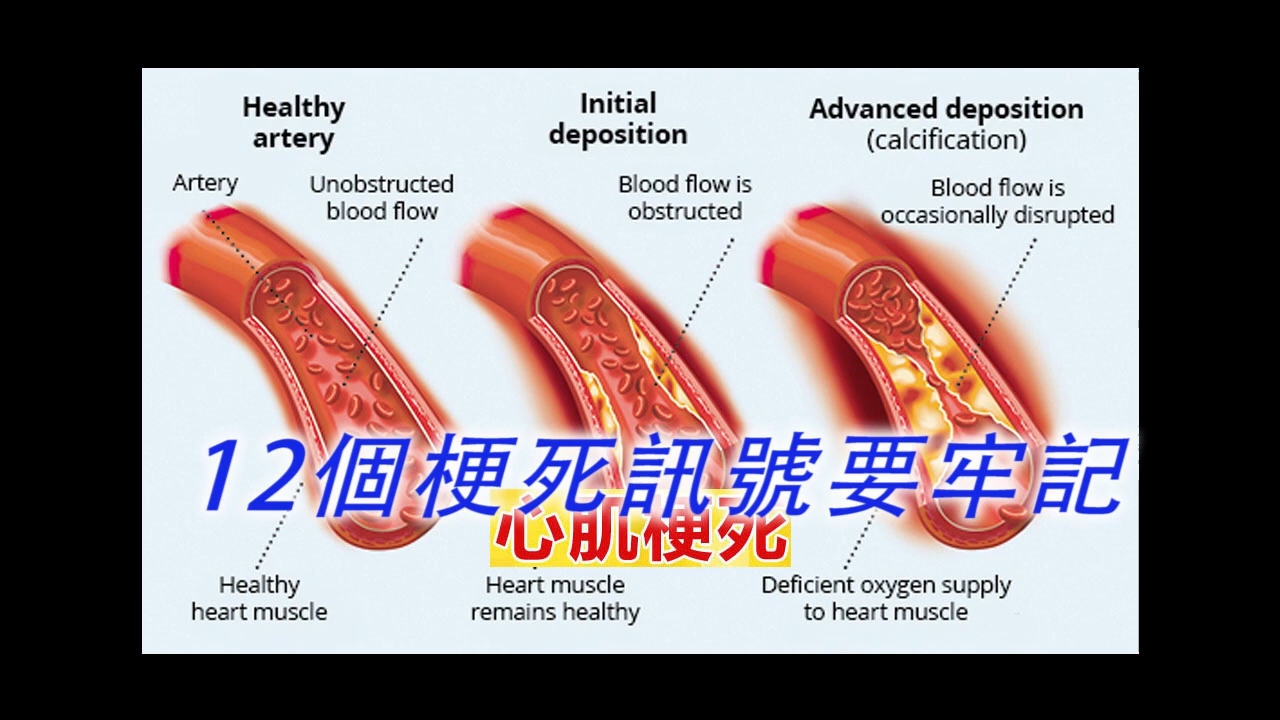 Healthy
artery
Initial
deposition
Advanced deposition
(calcification)
Artery
Unobstructed
blood flow
Blood flow is
obstructed
Blood flow is
occasionally disrupted
12個梗死訊號要牢記
心肌梗死
Healthy
heart muscle
Heart muscle
remains healthy
Deficient oxygen supply
to heart muscle